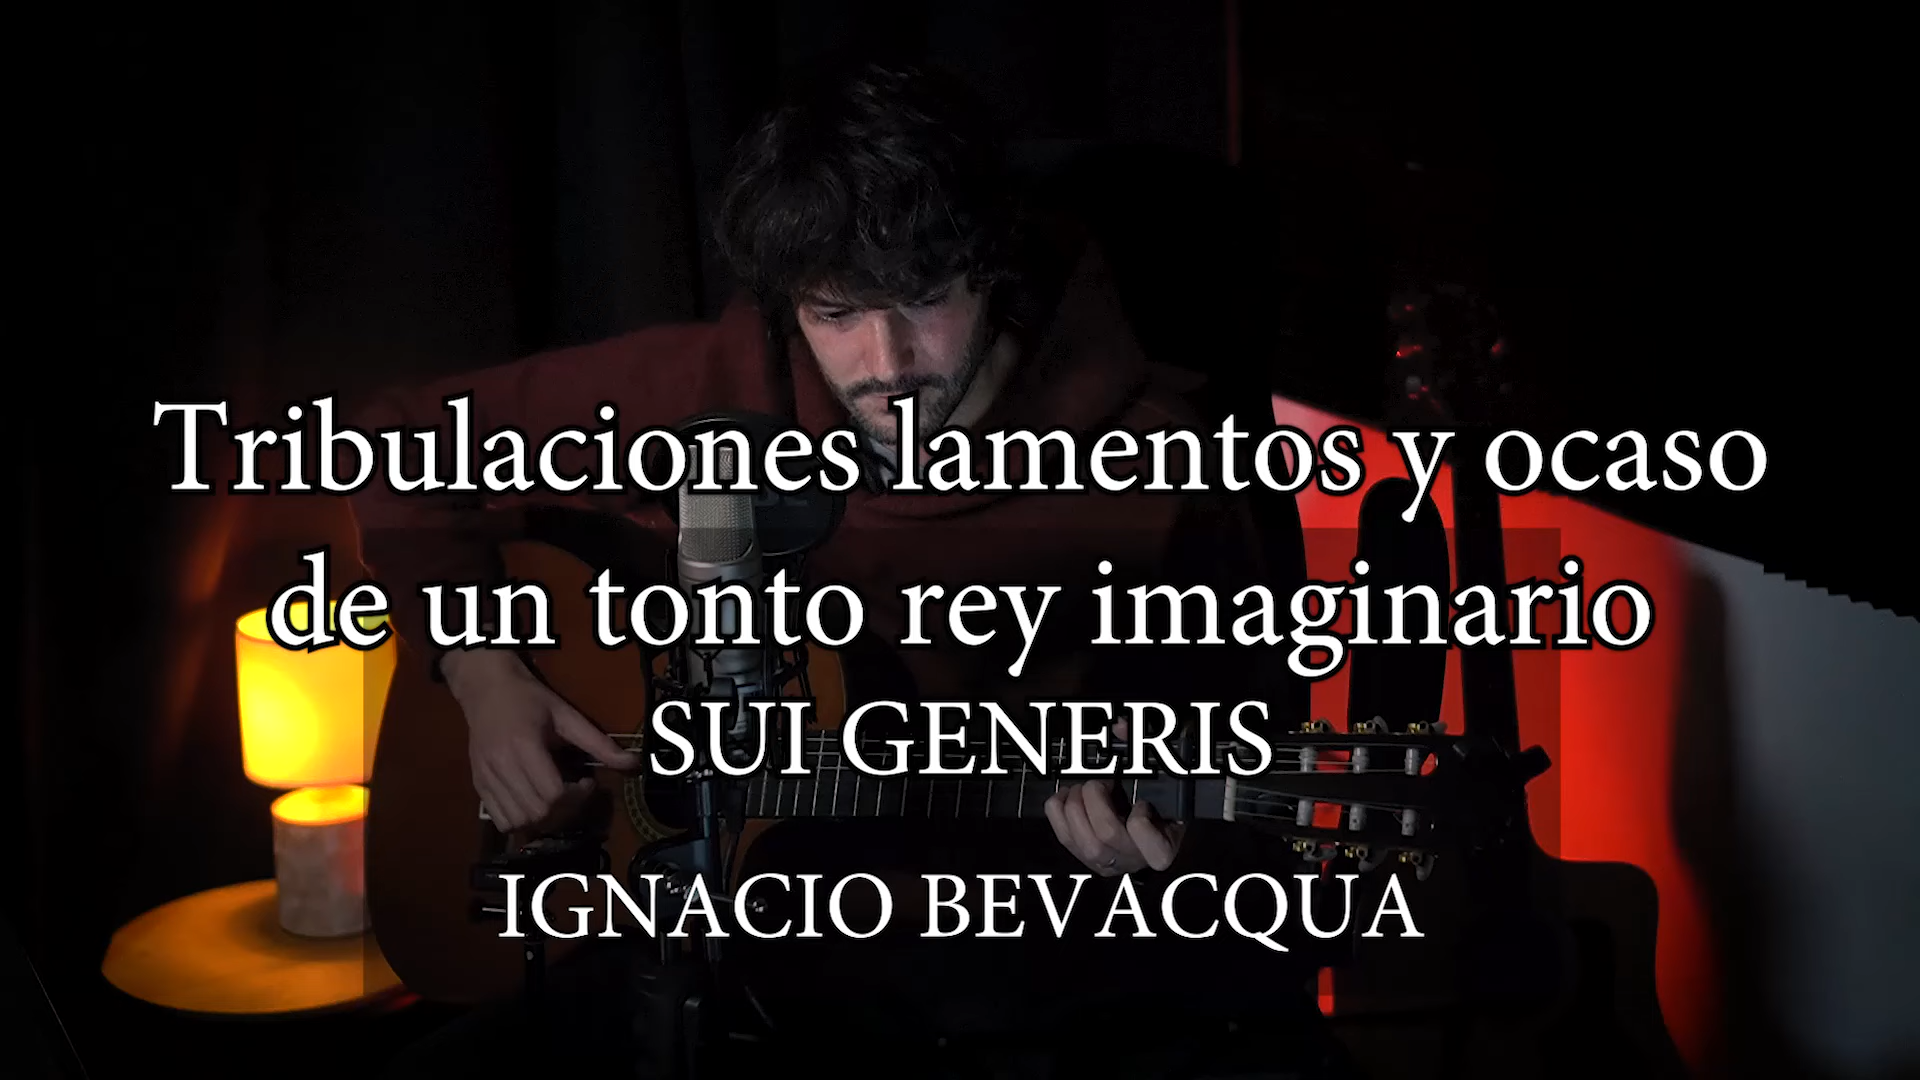 Tribulaciones lamentos y ocaso
de un tonto rey imaginario
SUI GENERIS
IGNACIO BEVACQUA